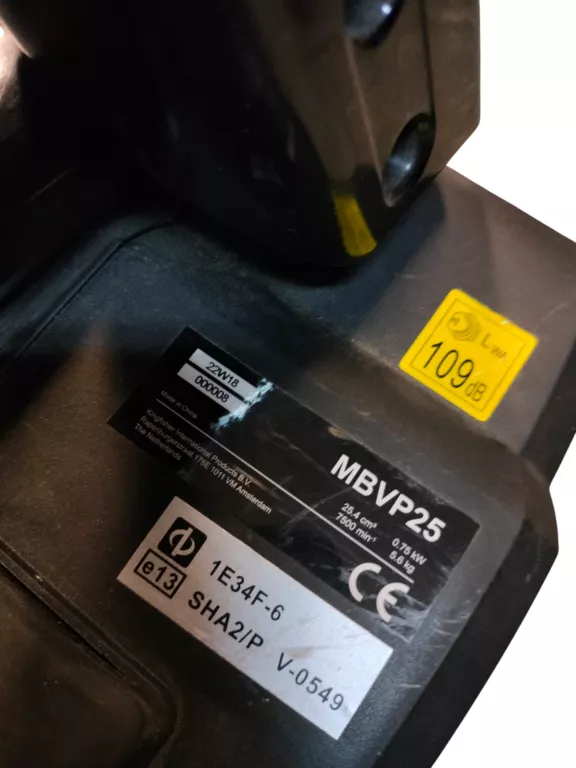 LWA
109 dB
22W18
000008
Made in China
Kingfisher International Products B.V.
Rapenburgerstraat 175E 1011 VM Amsterdam
The Netherlands
MBVP25
25.4 cm³ 0.75 kW
7500 min⁻¹ 5.6 kg
CE
e13
1E34F-6
SHA2/P V-0549